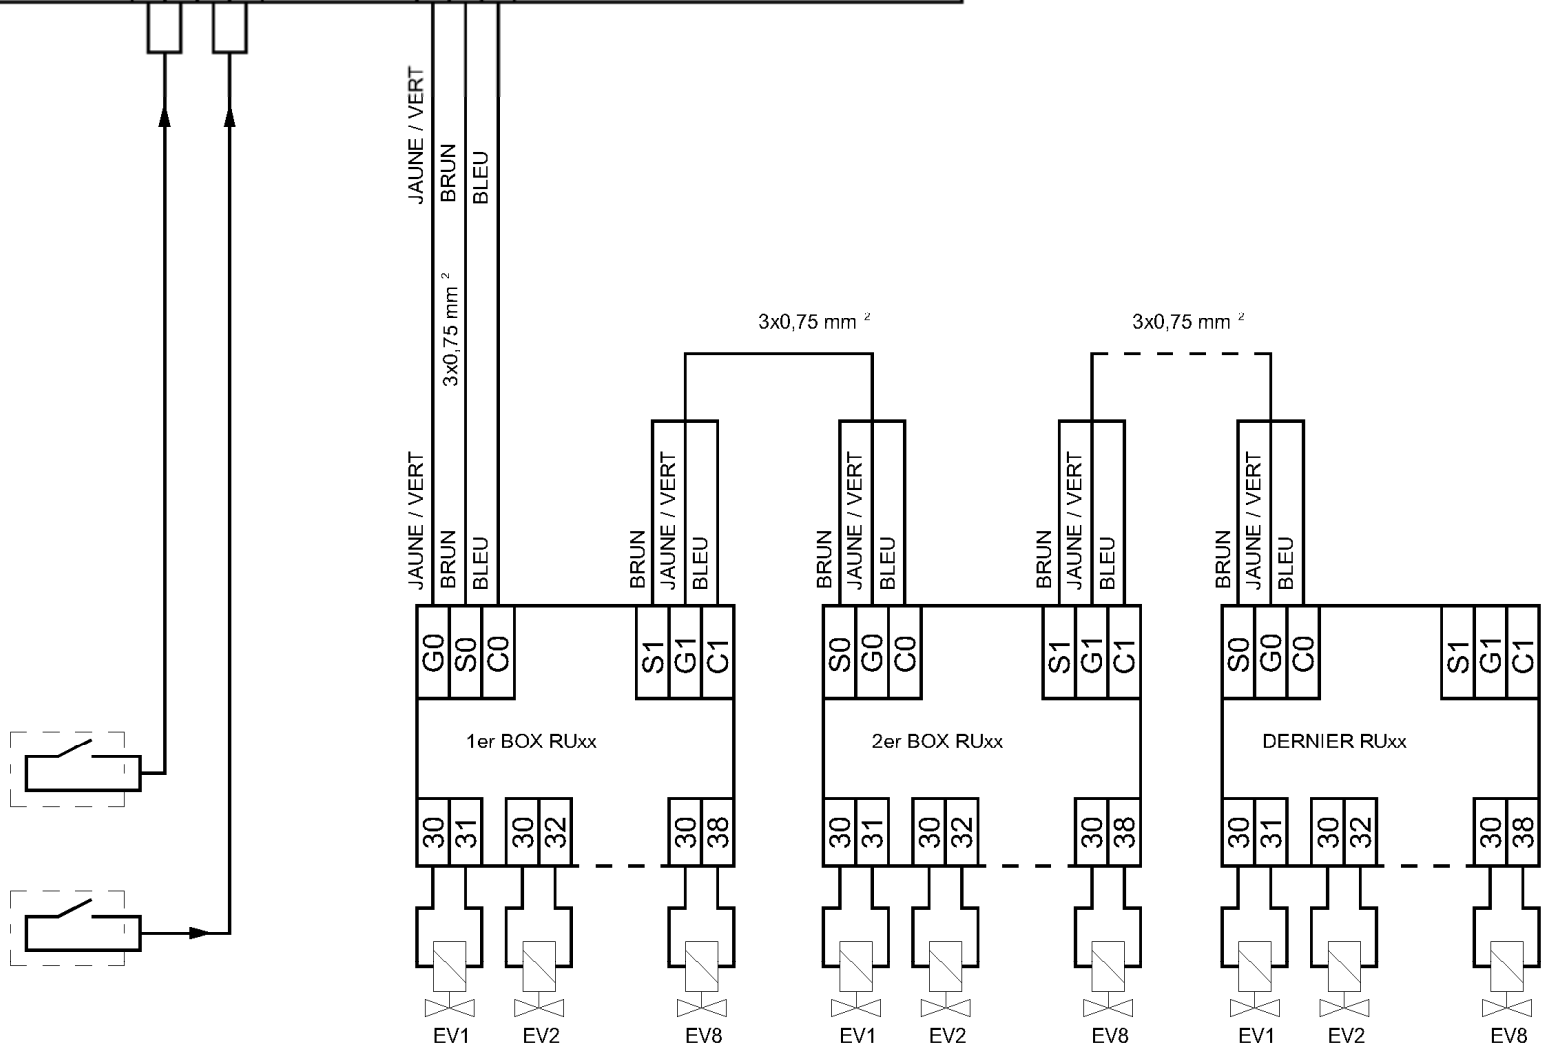 JAUNE / VERT
BRUN
BLEU
3x0,75 mm ²
3x0,75 mm ²
3x0,75 mm ²
JAUNE / VERT
BRUN
BLEU
BRUN
JAUNE / VERT
BLEU
BRUN
JAUNE / VERT
BLEU
BRUN
JAUNE / VERT
BLEU
BRUN
JAUNE / VERT
BLEU
G0 S0 C0 S1 G1 C1
S0 G0 C0 S1 G1 C1
S0 G0 C0 S1 G1 C1
1er BOX RUxx
2er BOX RUxx
DERNIER RUxx
30 31 30 32 30 38
30 31 30 32 30 38
30 31 30 32 30 38
EV1 EV2 EV8
EV1 EV2 EV8
EV1 EV2 EV8